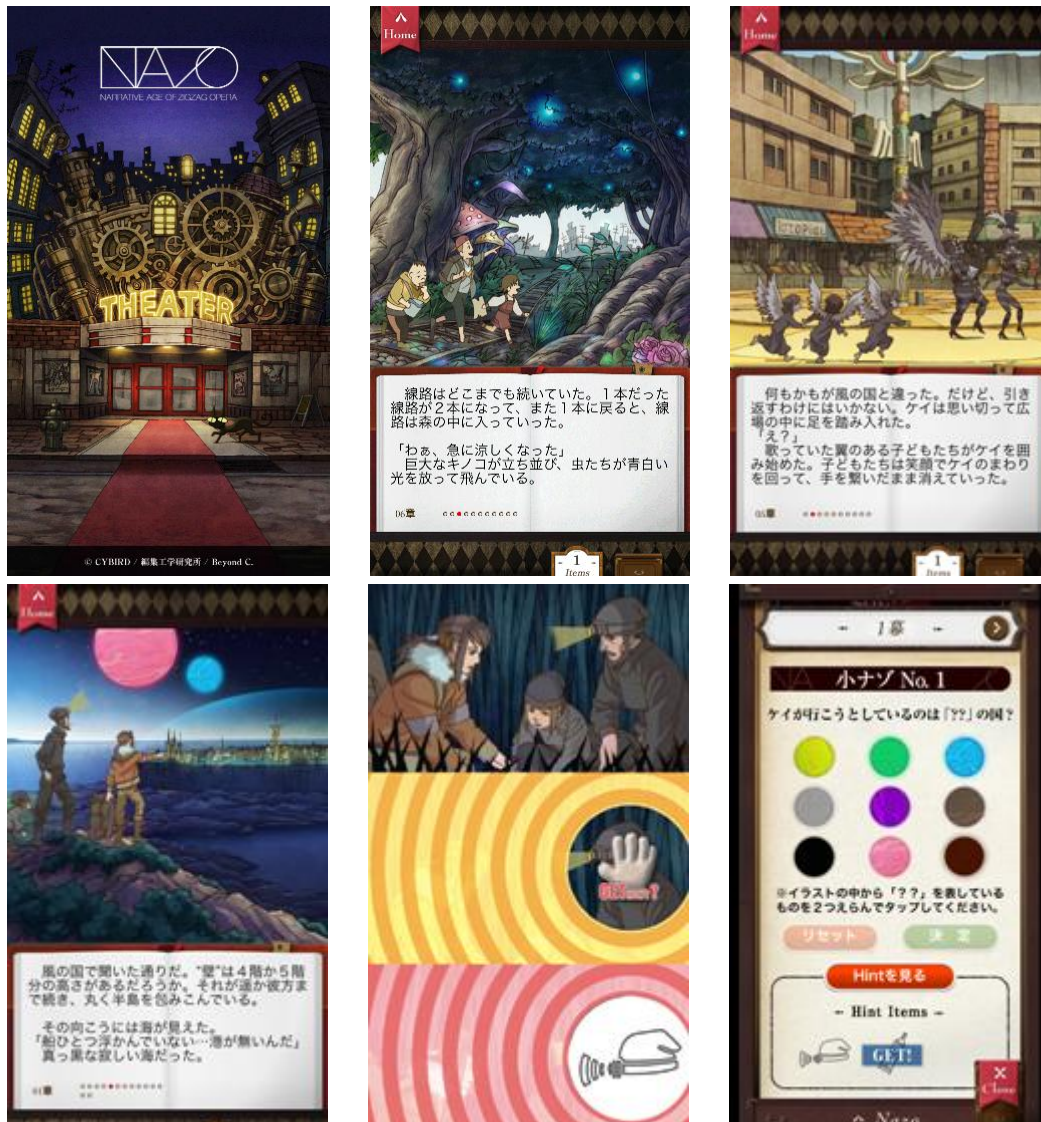 NAZO
NARRATIVE AGE OF ZIGZAG OPERA
THEATER
© CYBIRD / 編集工学研究所 / Beyond C.
Home
線路はどこまでも続いていた。１本だった
線路が２本になって、また１本に戻ると、線
路は森の中に入っていった。
「わぁ、急に涼しくなった」
巨大なキノコが立ち並び、虫たちが青白い
光を放って飛んでいる。
06章
1
Items
Home
UTOPIA
何もかもが風の国と違った。だけど、引き
返すわけにはいかない。ケイは思い切って広
場の中に足を踏み入れた。
「え？」
歌っていた翼のある子どもたちがケイを囲
み始めた。子どもたちは笑顔でケイのまわり
を回って、手を繋いだまま消えていった。
05章
1
Items
Home
風の国で聞いた通りだ。“壁”は４階か５階
分の高さがあるだろうか。それが遥か彼方ま
で続き、丸く半島を包みこんでいる。
その向こうには海が見えた。
「船ひとつ浮かんでいない…港が無いんだ」
真っ黒な寂しい海だった。
1幕
小ナゾ No. 1
ケイが行こうとしているのは「??」の国?
※イラストの中から「？？」を表している
ものを２つえらんでタップしてください。
リセット
決 定
Hintを見る
Hint Items
GET!
Close
Nazo